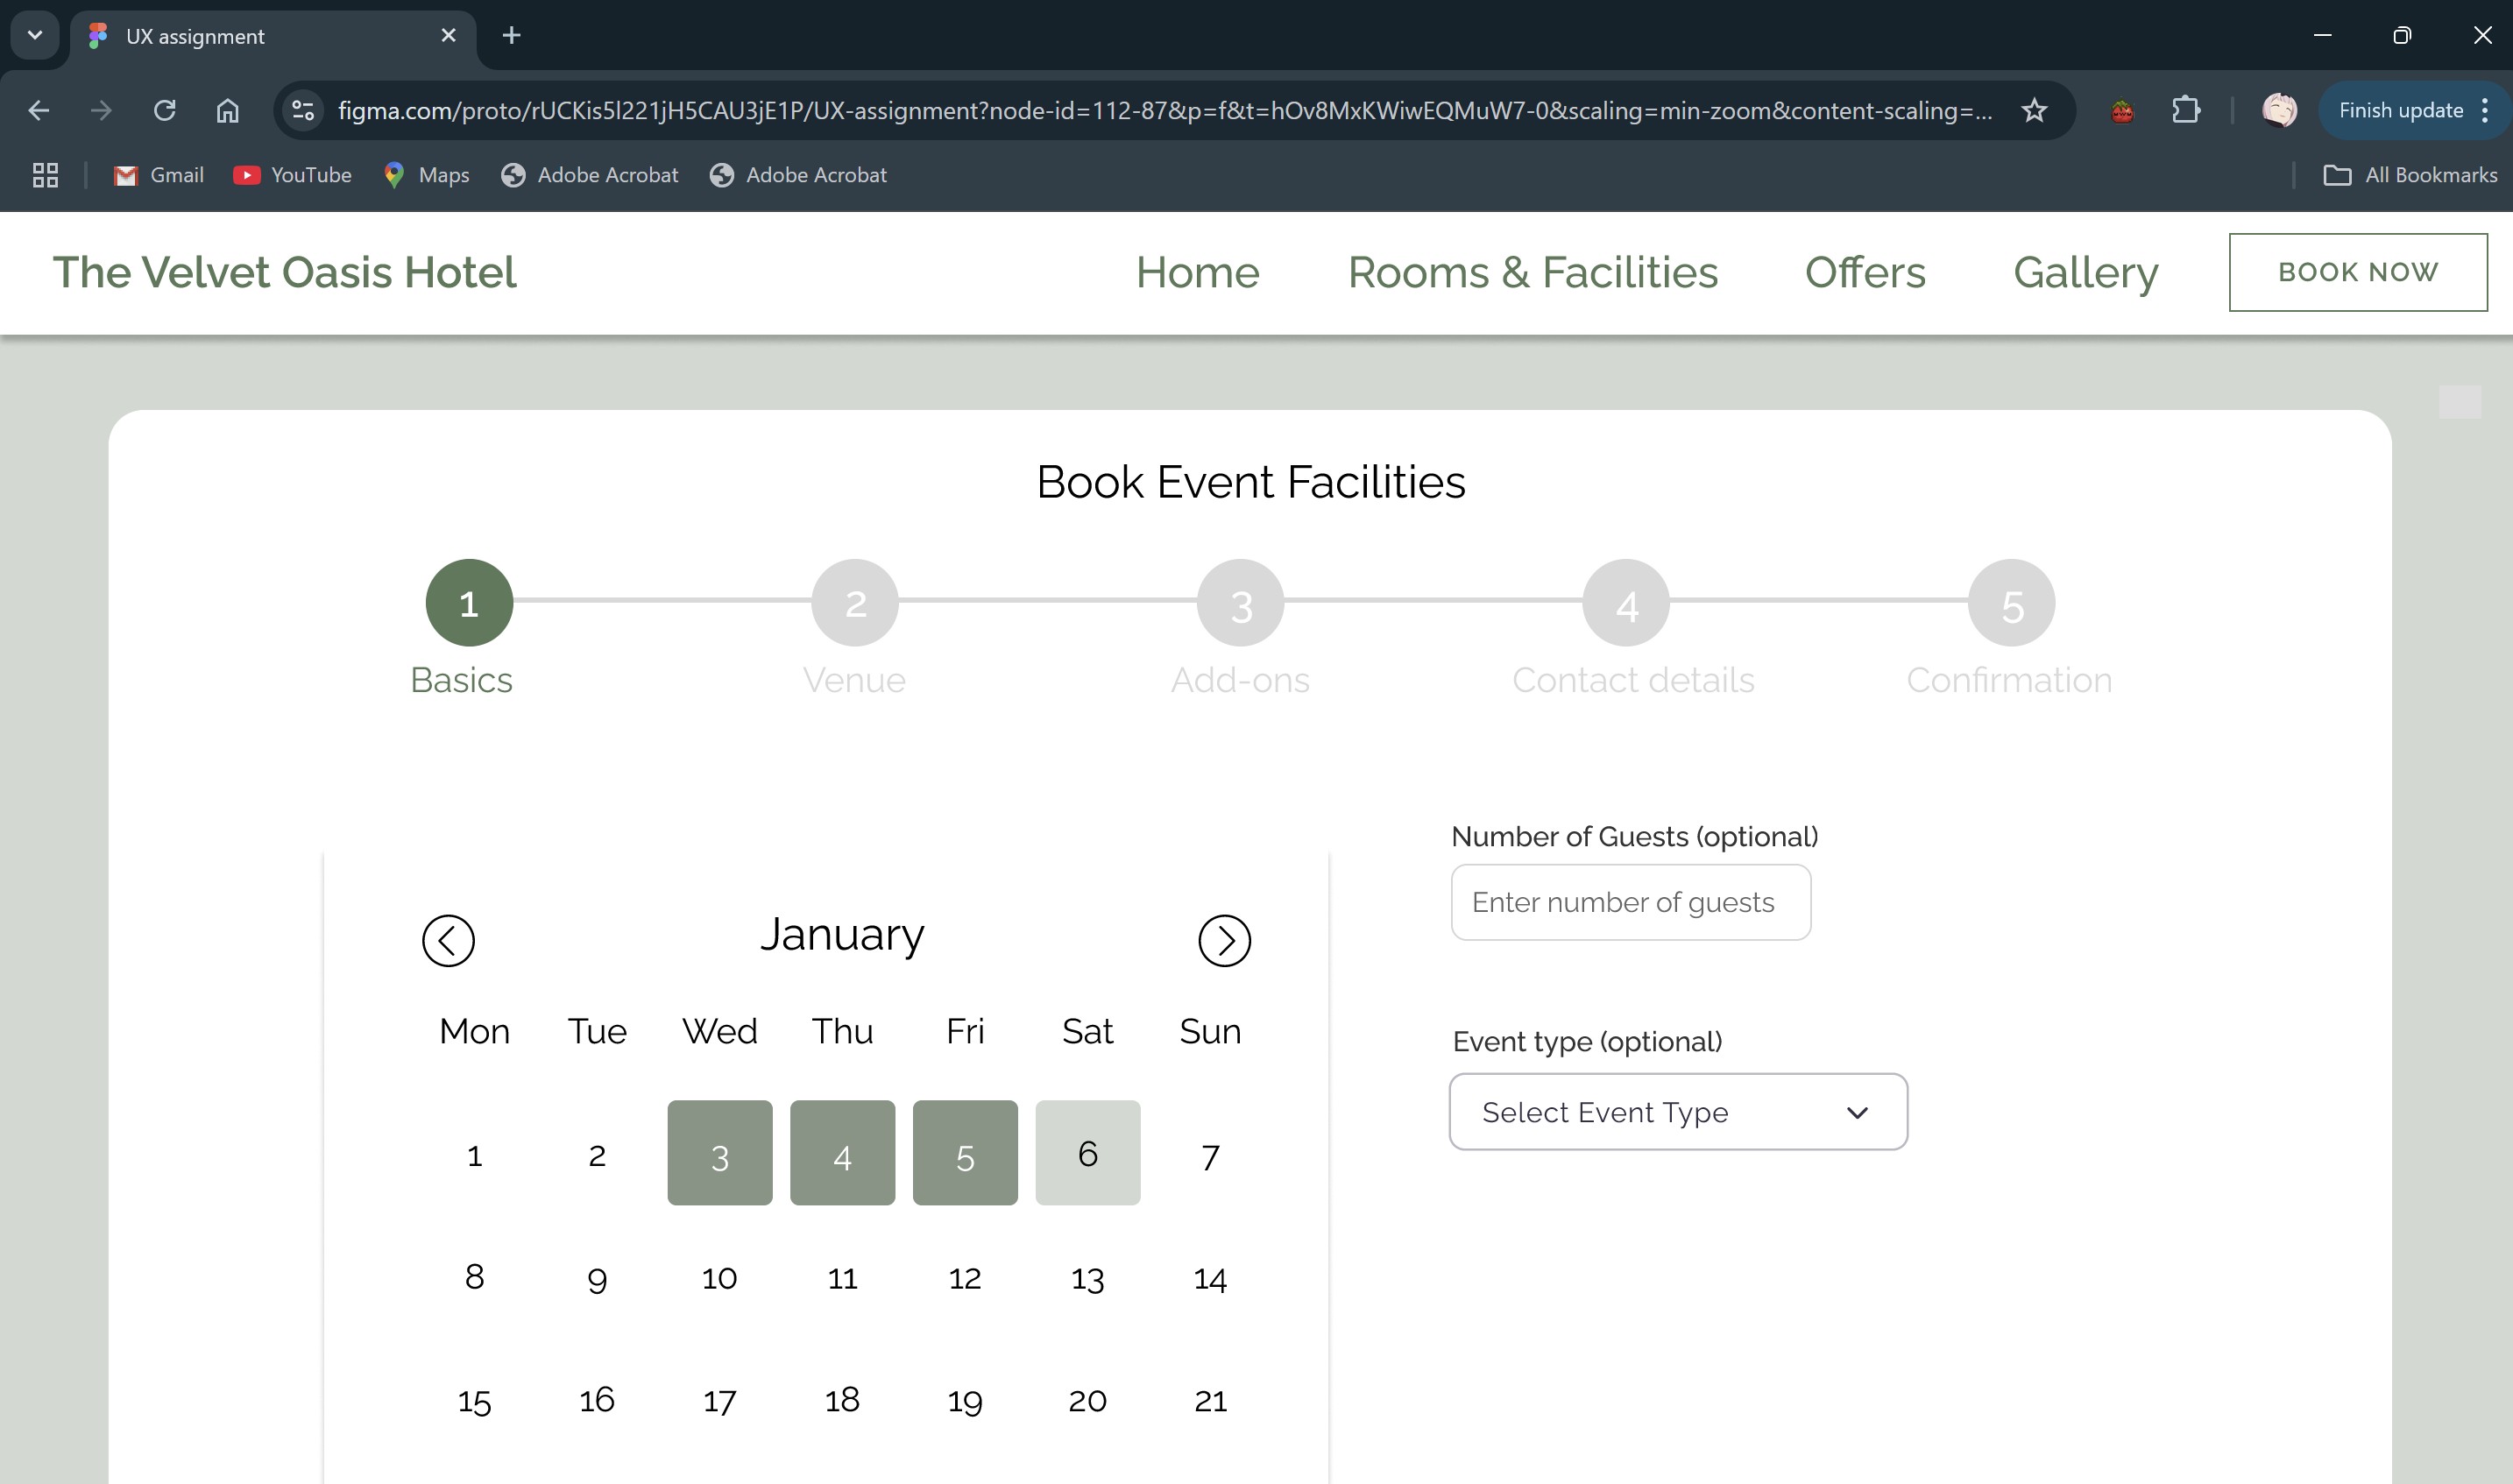 UX assignment
figma.com/proto/rUCKis5l221jH5CAU3jE1P/UX-assignment?node-id=112-87&p=f&t=hOv8MxKWiwEQMuW7-0&scaling=min-zoom&content-scaling=...
Finish update
Gmail YouTube Maps Adobe Acrobat Adobe Acrobat All Bookmarks
The Velvet Oasis Hotel Home Rooms & Facilities Offers Gallery BOOK NOW
Book Event Facilities
1 2 3 4 5
Basics Venue Add-ons Contact details Confirmation
Number of Guests (optional)
Enter number of guests
Event type (optional)
Select Event Type
January
Mon Tue Wed Thu Fri Sat Sun
1 2 3 4 5 6 7
8 9 10 11 12 13 14
15 16 17 18 19 20 21